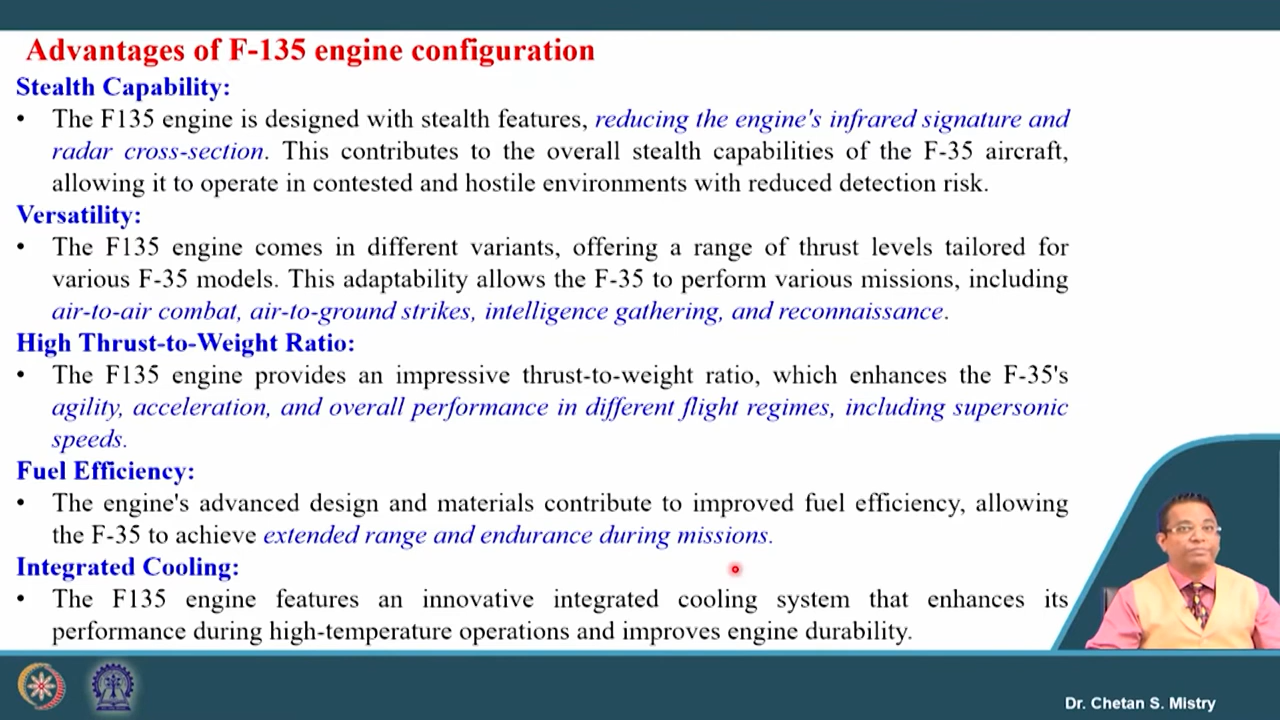 Advantages of F-135 engine configuration
Stealth Capability:
• The F135 engine is designed with stealth features, reducing the engine's infrared signature and
radar cross-section. This contributes to the overall stealth capabilities of the F-35 aircraft,
allowing it to operate in contested and hostile environments with reduced detection risk.
Versatility:
• The F135 engine comes in different variants, offering a range of thrust levels tailored for
various F-35 models. This adaptability allows the F-35 to perform various missions, including
air-to-air combat, air-to-ground strikes, intelligence gathering, and reconnaissance.
High Thrust-to-Weight Ratio:
• The F135 engine provides an impressive thrust-to-weight ratio, which enhances the F-35's
agility, acceleration, and overall performance in different flight regimes, including supersonic
speeds.
Fuel Efficiency:
• The engine's advanced design and materials contribute to improved fuel efficiency, allowing
the F-35 to achieve extended range and endurance during missions.
Integrated Cooling:
• The F135 engine features an innovative integrated cooling system that enhances its
performance during high-temperature operations and improves engine durability.
Dr. Chetan S. Mistry